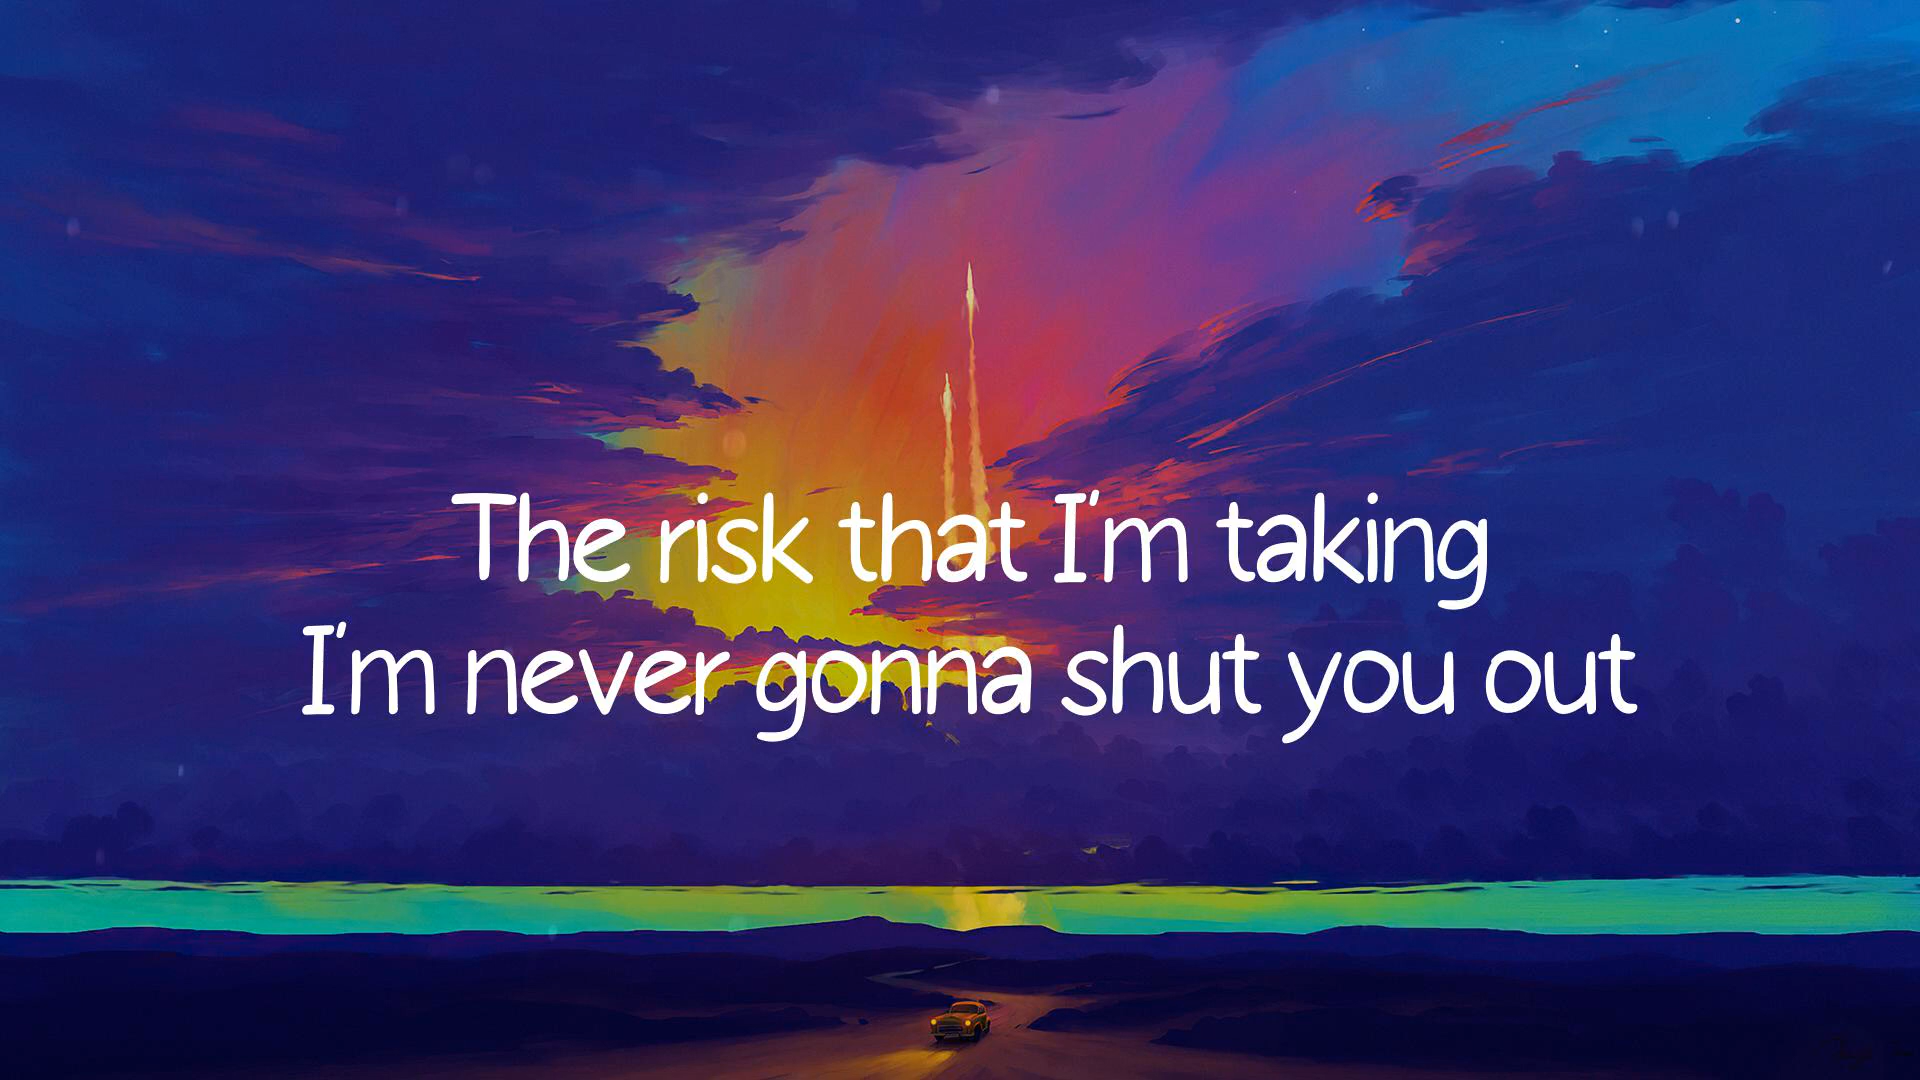 The risk that I'm taking
I'm never gonna shut you out